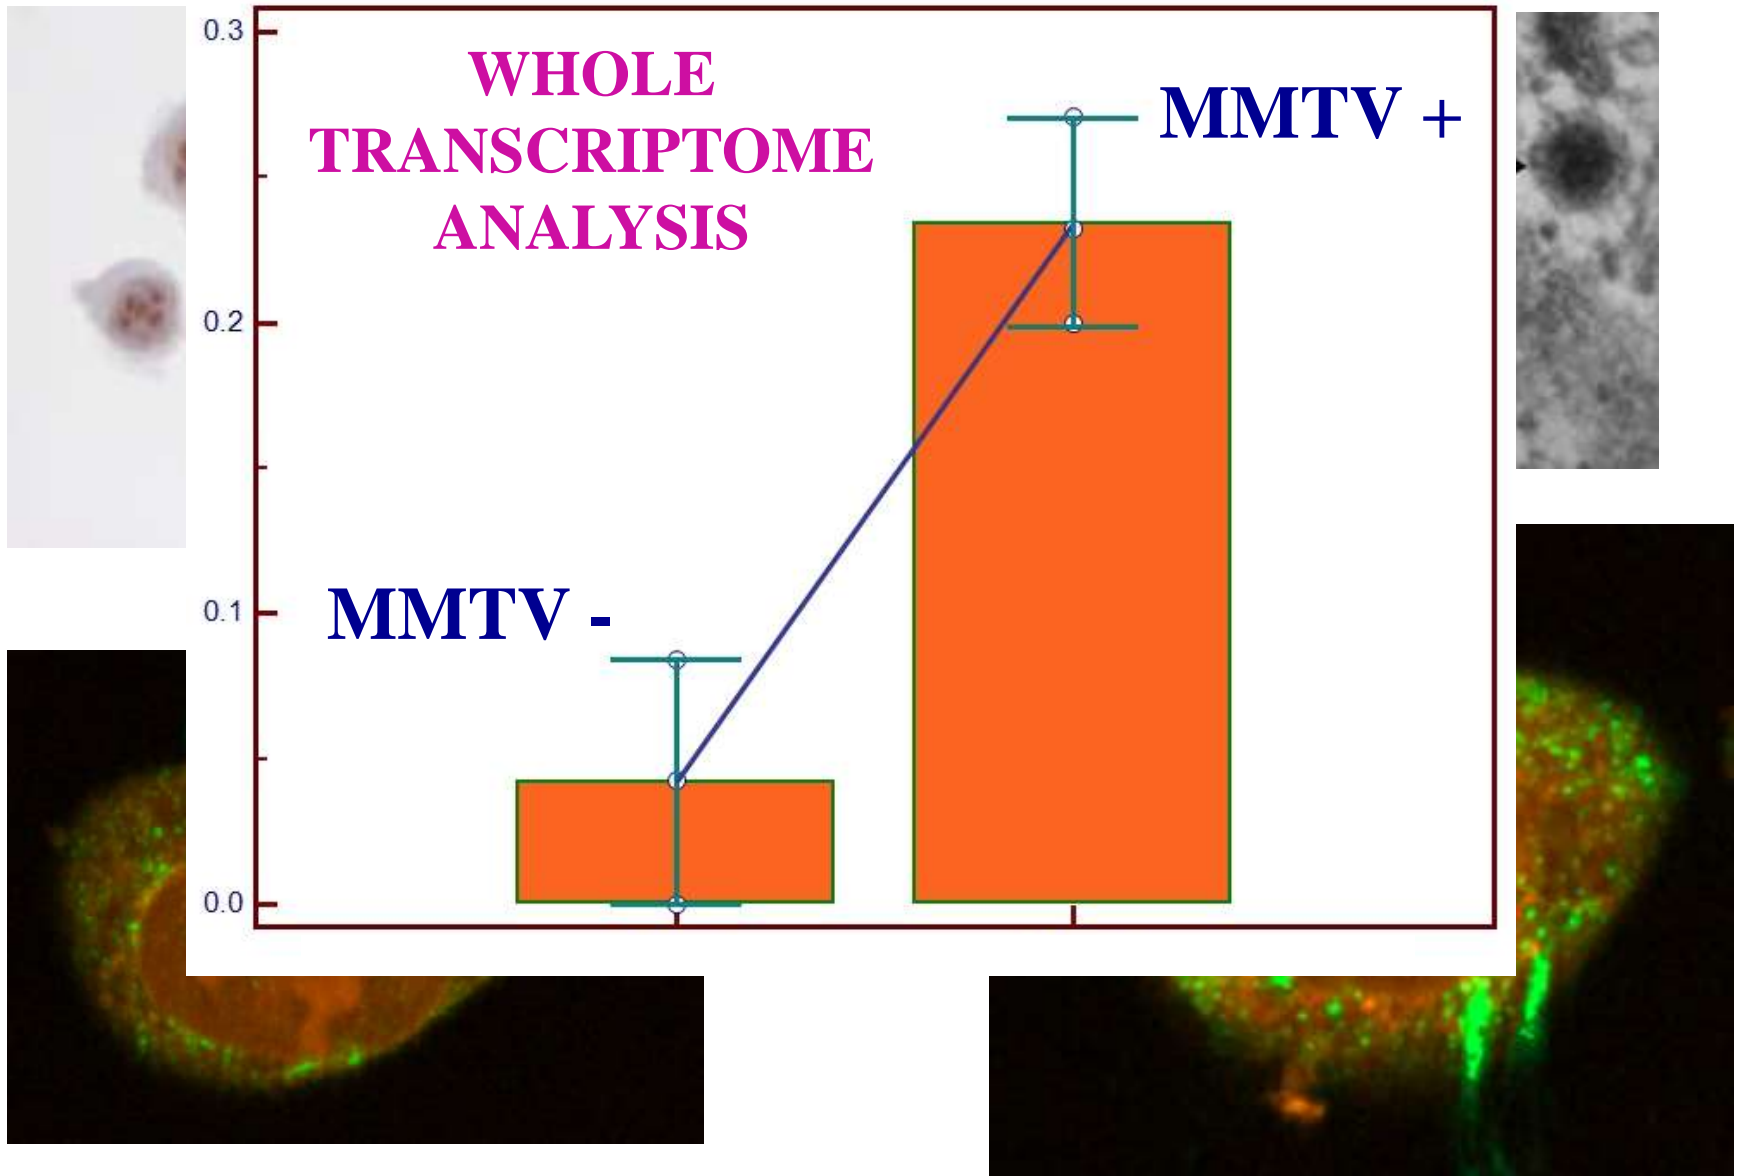 0.3
WHOLE
TRANSCRIPTOME
ANALYSIS
MMTV +
0.2
0.1
MMTV -
0.0